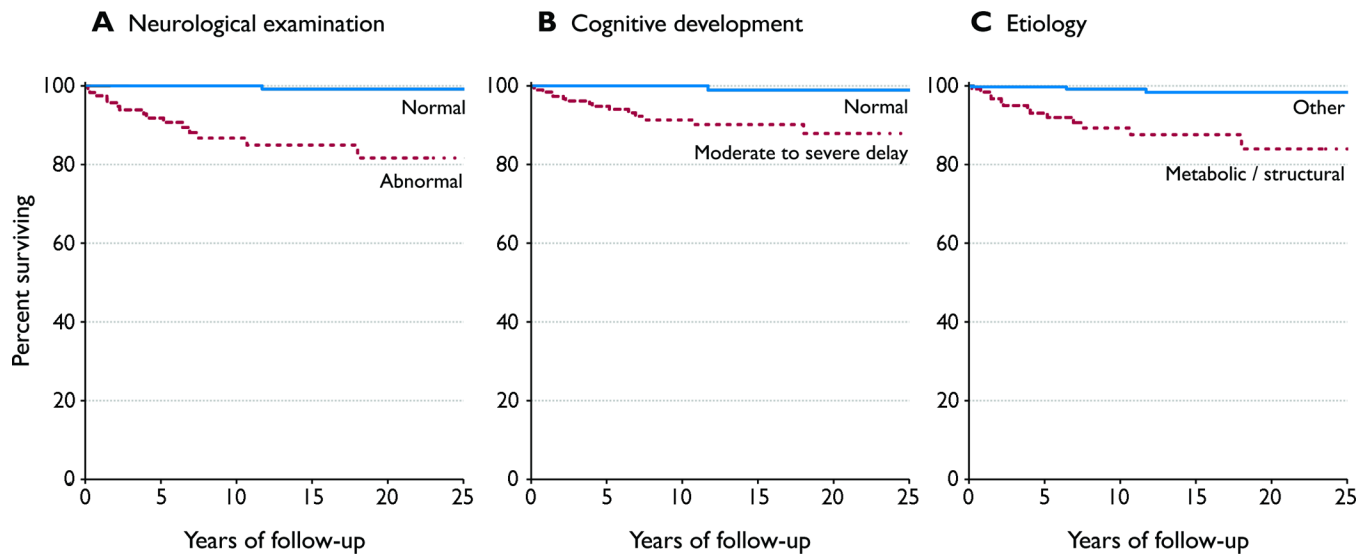 A Neurological examination
B Cognitive development
C Etiology
Percent surviving
100
80
60
40
20
0
0 5 10 15 20 25
Normal
Abnormal
Years of follow-up
100
80
60
40
20
0
0 5 10 15 20 25
Normal
Moderate to severe delay
Years of follow-up
100
80
60
40
20
0
0 5 10 15 20 25
Other
Metabolic / structural
Years of follow-up